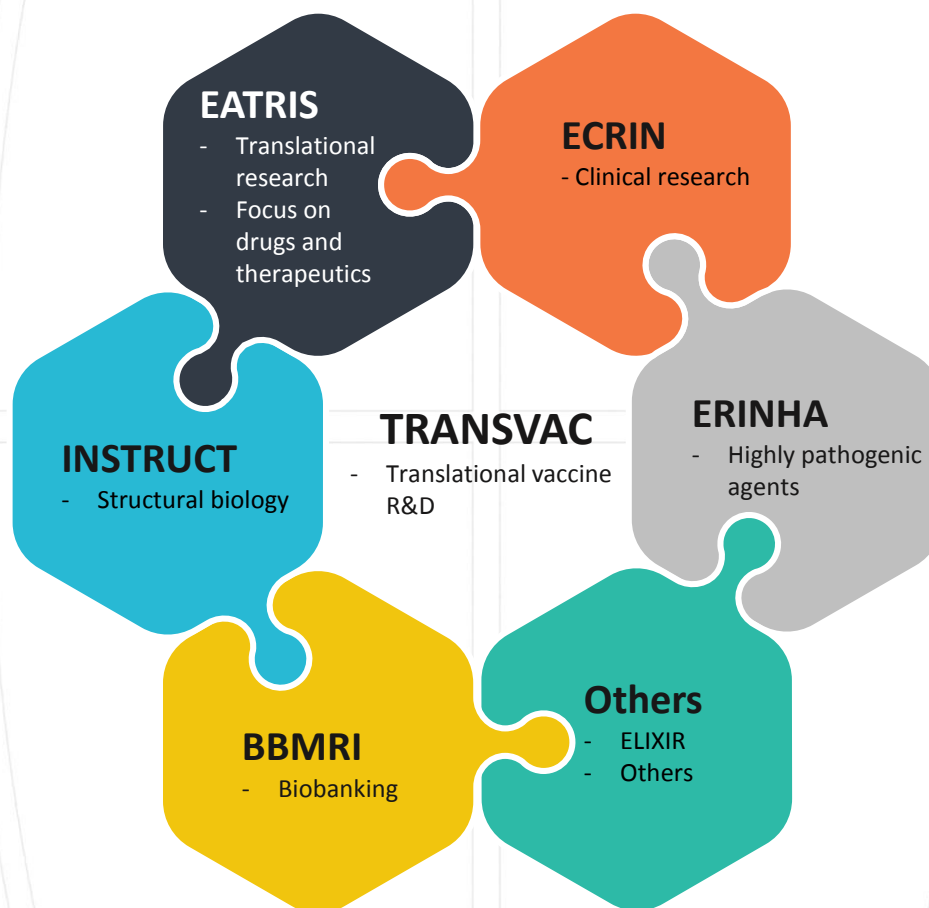 EATRIS
- Translational
research
- Focus on
drugs and
therapeutics
ECRIN
- Clinical research
INSTRUCT
- Structural biology
TRANSVAC
- Translational vaccine
R&D
ERINHA
- Highly pathogenic
agents
BBMRI
- Biobanking
Others
- ELIXIR
- Others